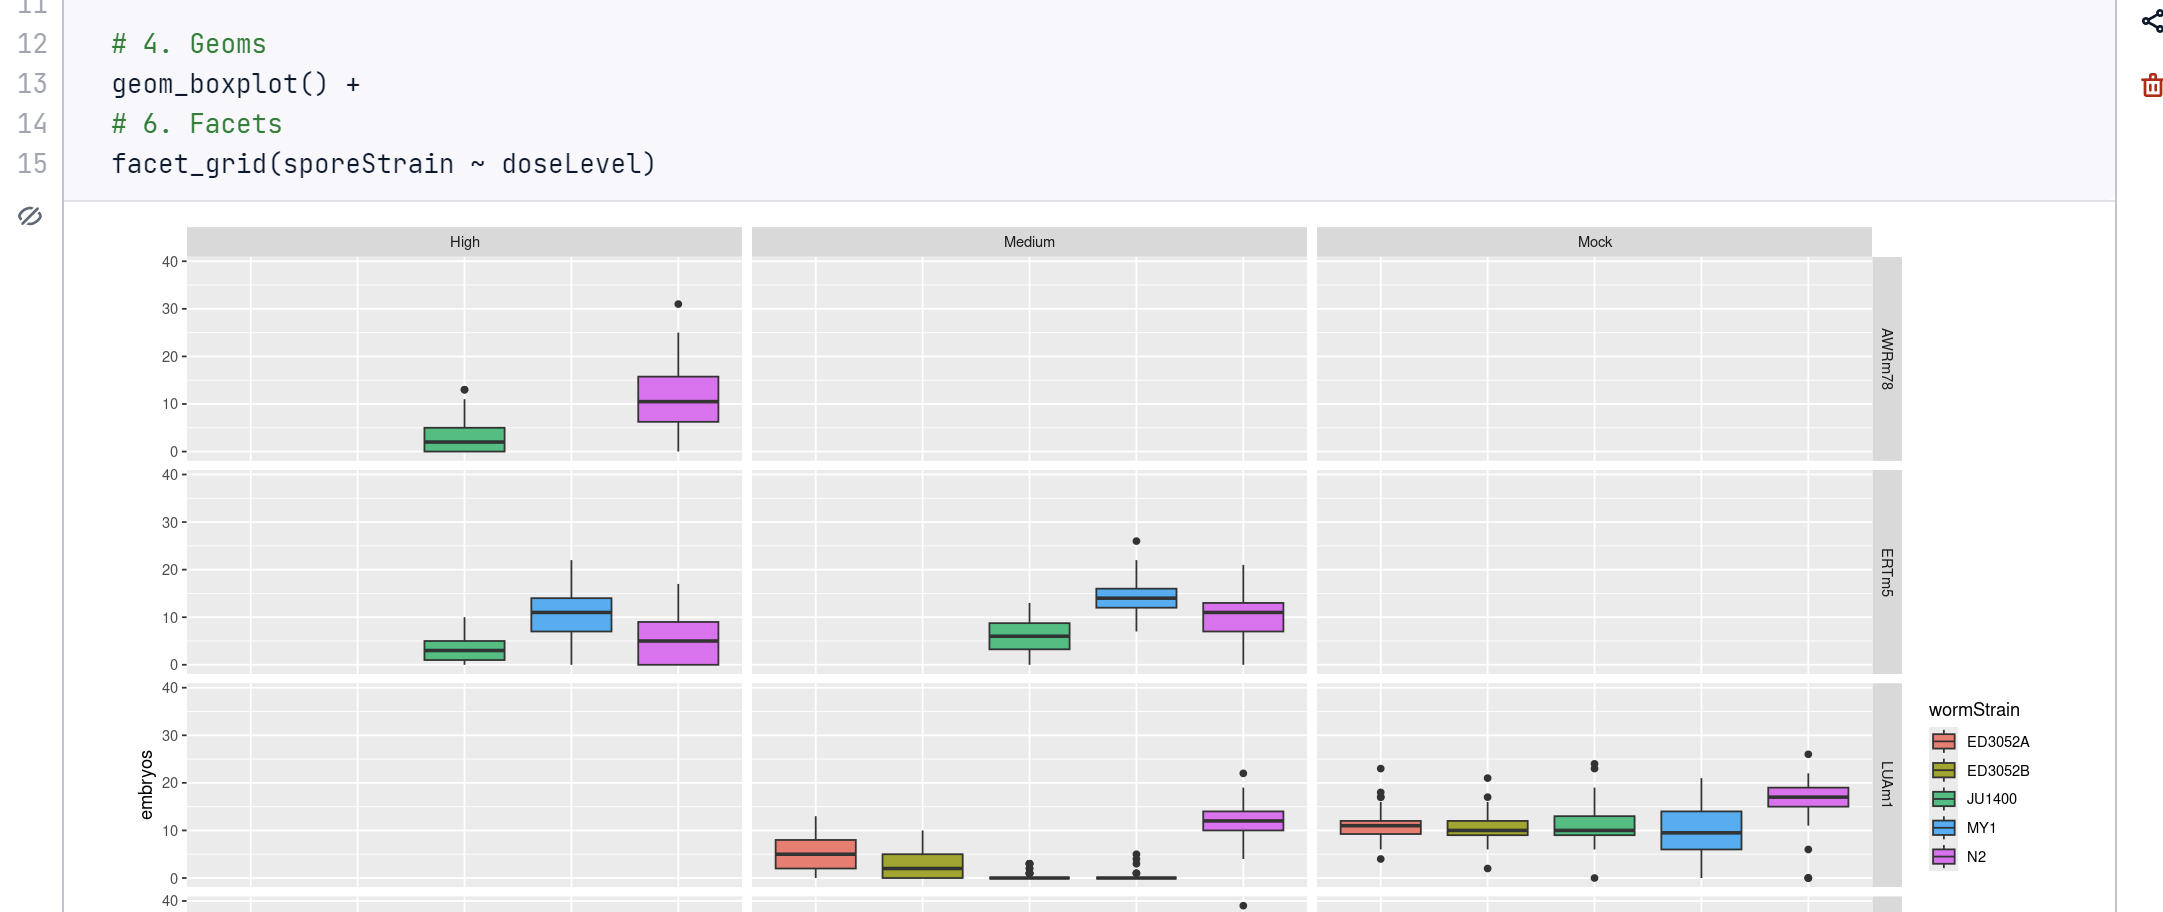 11
12 # 4. Geoms
13 geom_boxplot() +
14 # 6. Facets
15 facet_grid(sporeStrain ~ doseLevel)
High Medium Mock
40
30
20
10
0
AWRm78
40
30
20
10
0
ERTm5
embryos
40
30
20
10
0
LUAm1
40
wormStrain
ED3052A
ED3052B
JU1400
MY1
N2